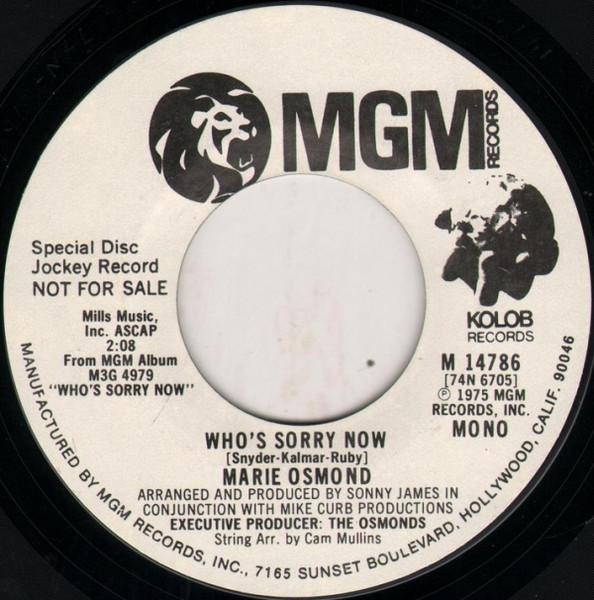 MGM
RECORDS
KOLOB
RECORDS
Special Disc
Jockey Record
NOT FOR SALE
Mills Music,
Inc. ASCAP
2:08
From MGM Album
M3G 4979
"WHO'S SORRY NOW"
M 14786
[74N 6705]
Ⓟ 1975 MGM
RECORDS, INC.
MONO
WHO'S SORRY NOW
[Snyder-Kalmar-Ruby]
MARIE OSMOND
ARRANGED AND PRODUCED BY SONNY JAMES IN
CONJUNCTION WITH MIKE CURB PRODUCTIONS
EXECUTIVE PRODUCER: THE OSMONDS
String Arr. by Cam Mullins
MANUFACTURED BY MGM RECORDS, INC., 7165 SUNSET BOULEVARD, HOLLYWOOD, CALIF. 90046